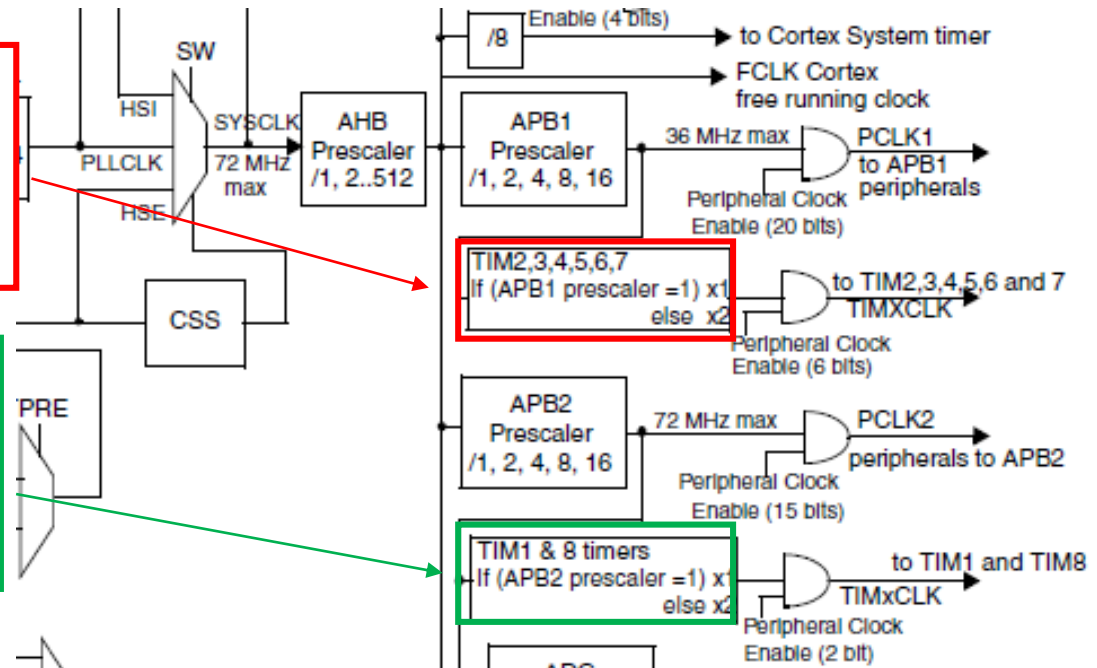 Enable (4 bits)
/8
to Cortex System timer
SW
FCLK Cortex
free running clock
HSI
SYSCLK
AHB
Prescaler
/1, 2..512
APB1
Prescaler
/1, 2, 4, 8, 16
36 MHz max
PCLK1
to APB1
peripherals
PLLCLK
72 MHz
max
Peripheral Clock
Enable (20 bits)
HSE
TIM2,3,4,5,6,7
If (APB1 prescaler =1) x1
else x2
to TIM2,3,4,5,6 and 7
TIMXCLK
CSS
Peripheral Clock
Enable (6 bits)
PRE
APB2
Prescaler
/1, 2, 4, 8, 16
72 MHz max
PCLK2
peripherals to APB2
Peripheral Clock
Enable (15 bits)
TIM1 & 8 timers
If (APB2 prescaler =1) x1
else x2
to TIM1 and TIM8
TIMxCLK
Peripheral Clock
Enable (2 bit)